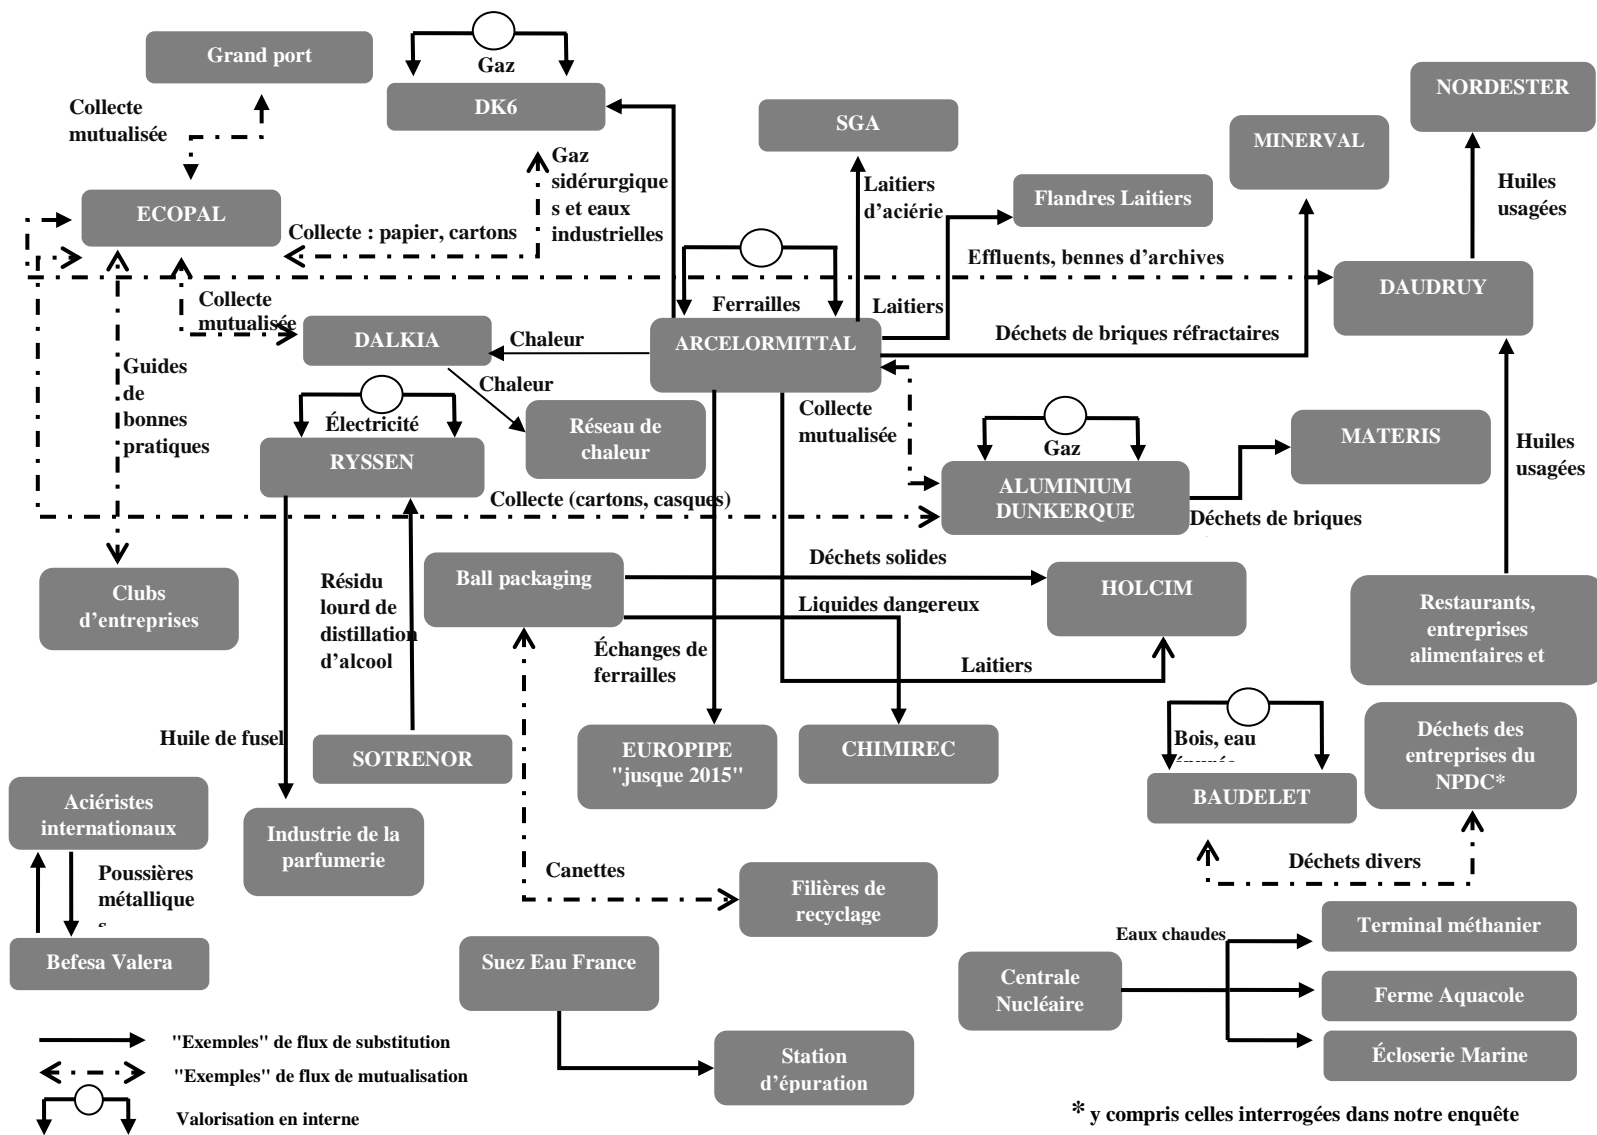 Grand port
Gaz
Collecte
mutualisée
DK6
SGA
NORDESTER
MINERVAL
Gaz
sidérurgique
s et eaux
industrielles
Laitiers
d'aciérie
Flandres Laitiers
Huiles
usagées
ECOPAL
Collecte : papier, cartons
Effluents, bennes d'archives
DAUDRUY
Collecte
mutualisée
Ferrailles
Laitiers
DALKIA
Chaleur
ARCELORMITTAL
Déchets de briques réfractaires
Guides
de
bonnes
pratiques
Chaleur
Électricité
Réseau de
chaleur
Collecte
mutualisée
Gaz
MATERIS
Huiles
usagées
RYSSEN
Collecte (cartons, casques)
ALUMINIUM
DUNKERQUE
Déchets de briques
Clubs
d'entreprises
Résidu
lourd de
distillation
d'alcool
Ball packaging
Déchets solides
HOLCIM
Liquides dangereux
Restaurants,
entreprises
alimentaires et
Échanges de
ferrailles
Laitiers
Huile de fusel
SOTRENOR
EUROPIPE
"jusque 2015"
CHIMIREC
Bois, eau
Déchets des
entreprises du
NPDC*
BAUDELET
Aciéristes
internationaux
Industrie de la
parfumerie
Poussières
métallique
s
Canettes
Filières de
recyclage
Déchets divers
Befesa Valera
Suez Eau France
Eaux chaudes
Centrale
Nucléaire
Terminal méthanier
Ferme Aquacole
Écloserie Marine
Station
d'épuration
"Exemples" de flux de substitution
"Exemples" de flux de mutualisation
Valorisation en interne
* y compris celles interrogées dans notre enquête